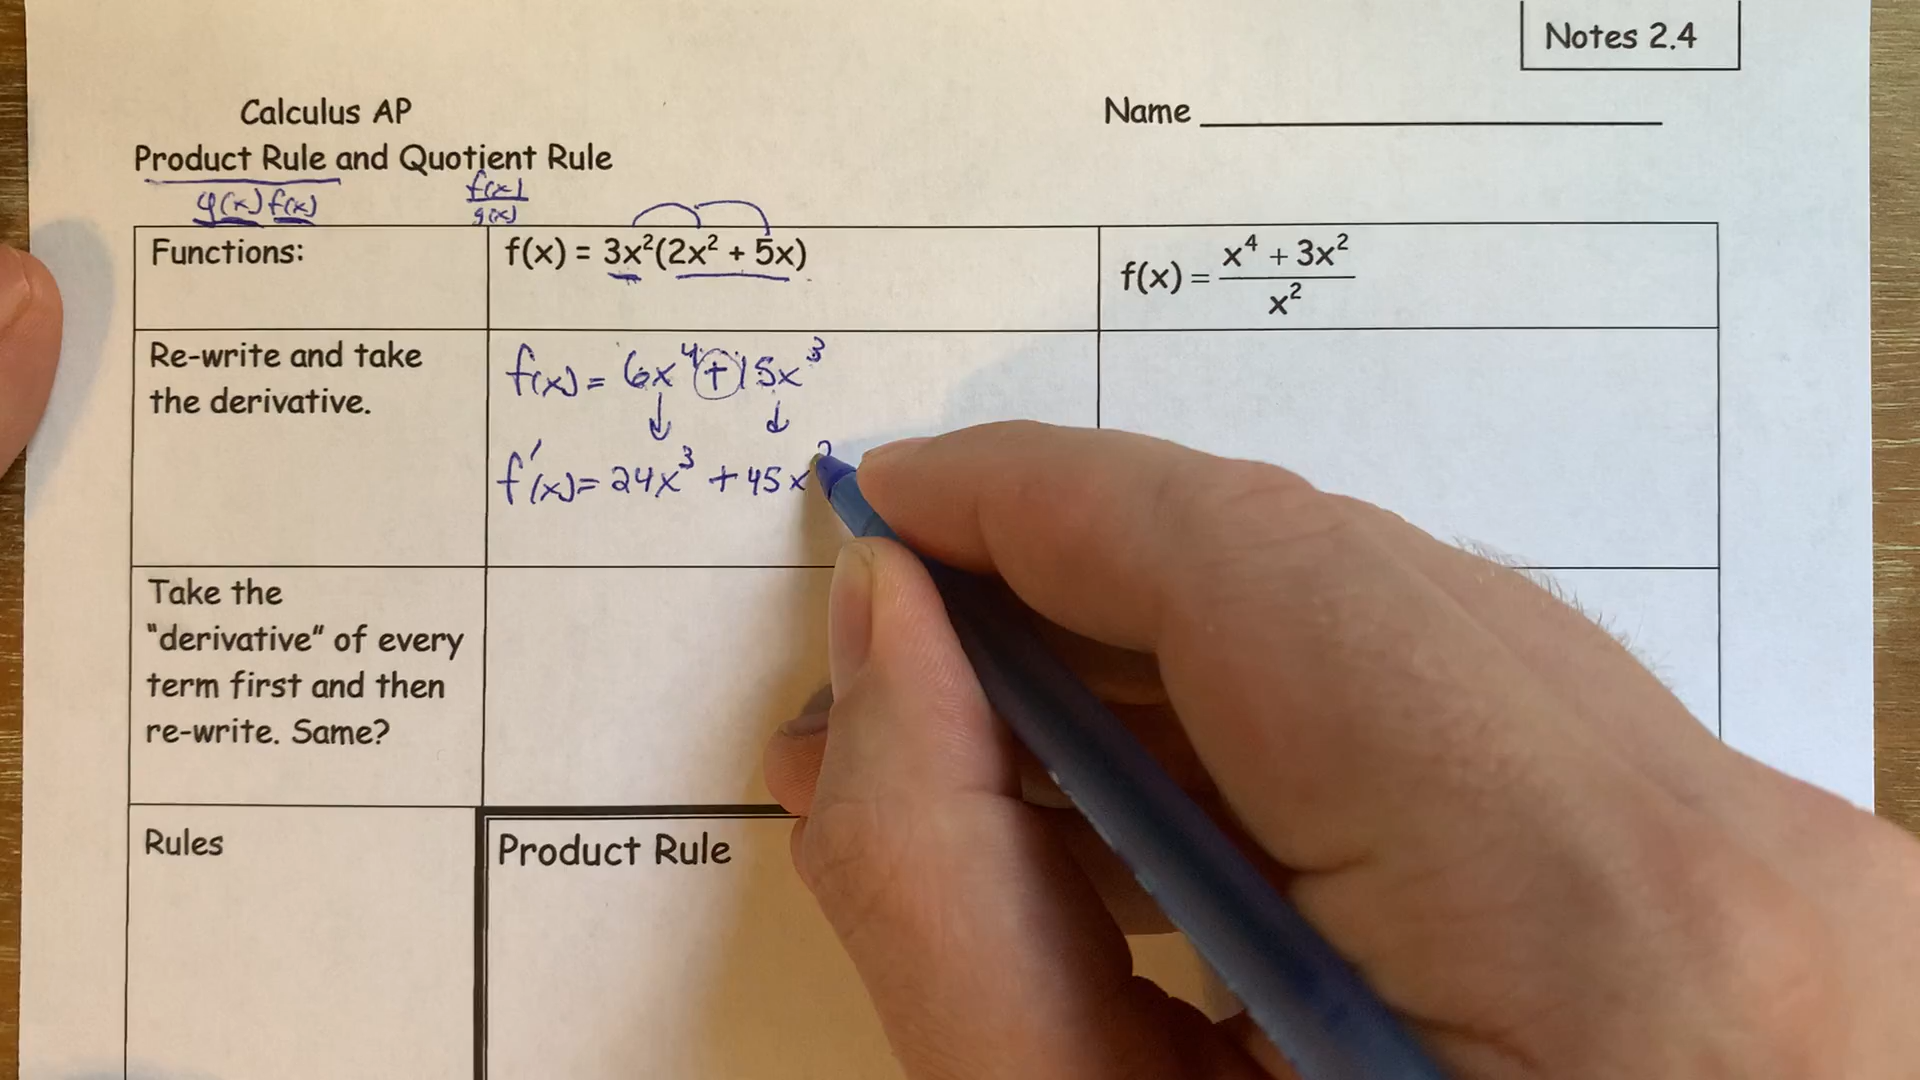 Notes 2.4
Calculus AP
Name
Product Rule and Quotient Rule
g(x) f(x)
f(x)
g(x)
Functions:
f(x) = 3x²(2x² + 5x)
f(x) = x⁴ + 3x² / x²
Re-write and take
the derivative.
f(x) = 6x⁴ + 15x³
f'(x) = 24x³ + 45x²
Take the
"derivative" of every
term first and then
re-write. Same?
Rules
Product Rule